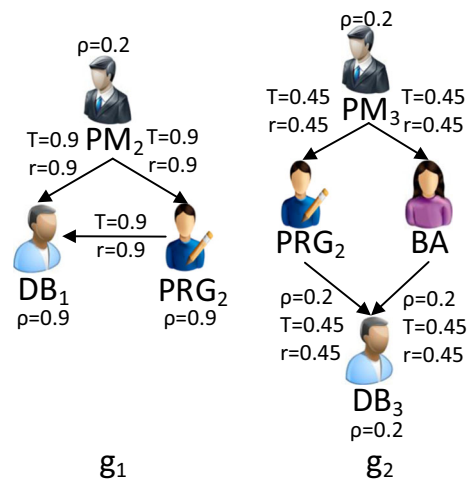 ρ=0.2
PM₂
T=0.9
r=0.9
T=0.9
r=0.9
T=0.9
r=0.9
DB₁
ρ=0.9
PRG₂
ρ=0.9
g₁
ρ=0.2
PM₃
T=0.45
r=0.45
T=0.45
r=0.45
PRG₂
BA
ρ=0.2
T=0.45
r=0.45
ρ=0.2
T=0.45
r=0.45
DB₃
ρ=0.2
g₂